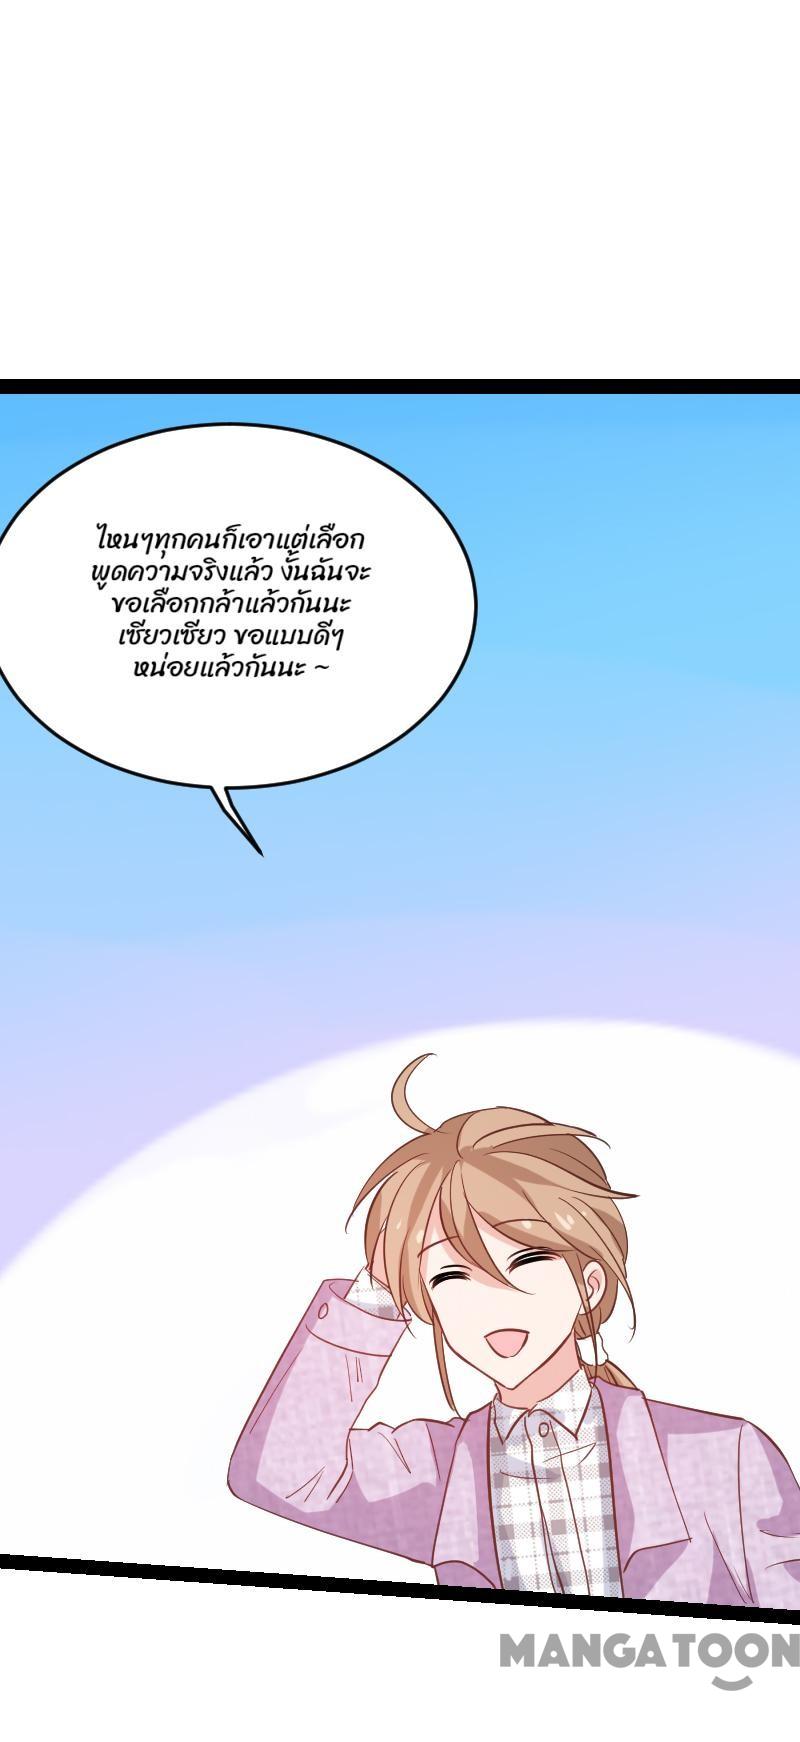 ไหนๆทุกคนก็เอาแต่เลือก
พูดความจริงแล้ว งั้นฉันจะ
ขอเลือกกล้าแล้วกันนะ
เซียวเซียว ขอแบบดีๆ
หน่อยแล้วกันนะ ~
MANGA TOON